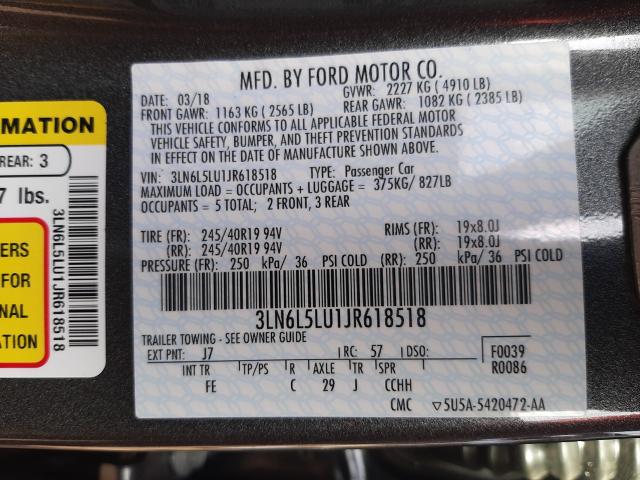 MFD. BY FORD MOTOR CO.
DATE: 03/18 GVWR: 2227 KG ( 4910 LB)
FRONT GAWR: 1163 KG ( 2565 LB) REAR GAWR: 1082 KG ( 2385 LB)
THIS VEHICLE CONFORMS TO ALL APPLICABLE FEDERAL MOTOR
VEHICLE SAFETY, BUMPER, AND THEFT PREVENTION STANDARDS
IN EFFECT ON THE DATE OF MANUFACTURE SHOWN ABOVE.
VIN: 3LN6L5LU1JR618518 TYPE: Passenger Car
MAXIMUM LOAD = OCCUPANTS + LUGGAGE = 375KG/ 827LB
OCCUPANTS = 5 TOTAL; 2 FRONT, 3 REAR
TIRE (FR): 245/40R19 94V RIMS (FR): 19x8.0J
(RR): 245/40R19 94V (RR): 19x8.0J
PRESSURE (FR): 250 kPa/ 36 PSI COLD (RR): 250 kPa/ 36 PSI COLD
3LN6L5LU1JR618518
TRAILER TOWING - SEE OWNER GUIDE
EXT PNT: J7 RC: 57 DSO: F0039
R0086
INT TR TP/PS R AXLE TR SPR
FE C 29 J CCHH
CMC ▽5U5A-5420472-AA
RMATION
REAR: 3
7 lbs.
ERS
FOR
NAL
ATION
3LN6L5LU1JR618518